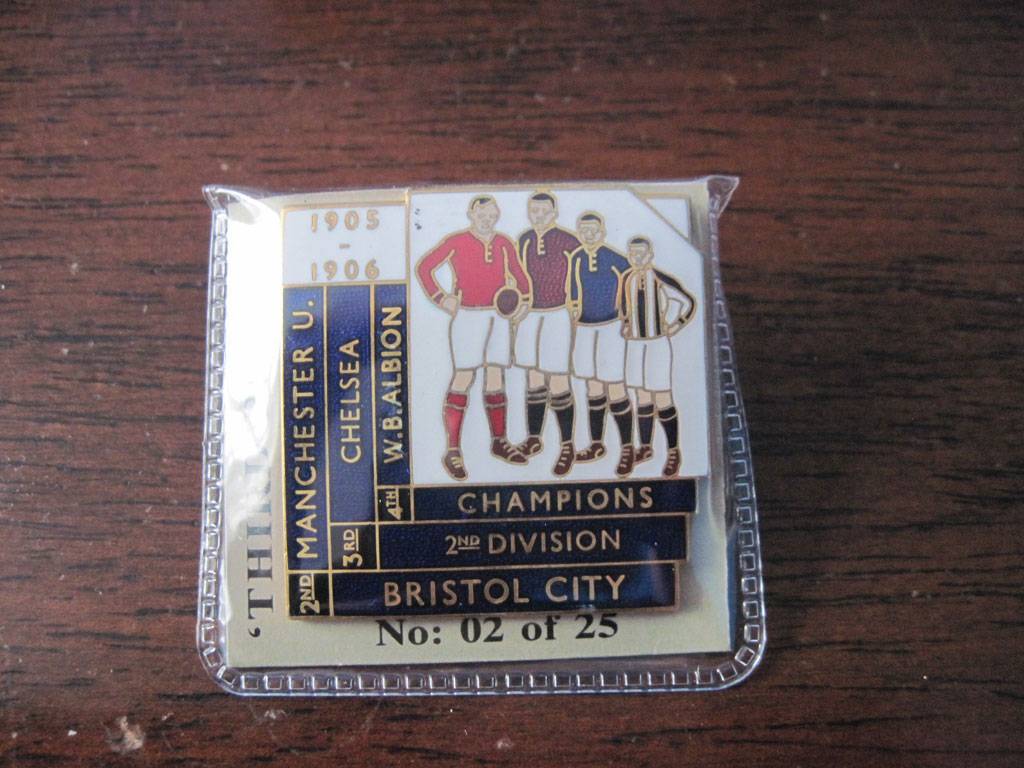 1905
-
1906
2ND MANCHESTER U.
3RD CHELSEA
4TH W.B.ALBION
CHAMPIONS
2ND DIVISION
BRISTOL CITY
No: 02 of 25